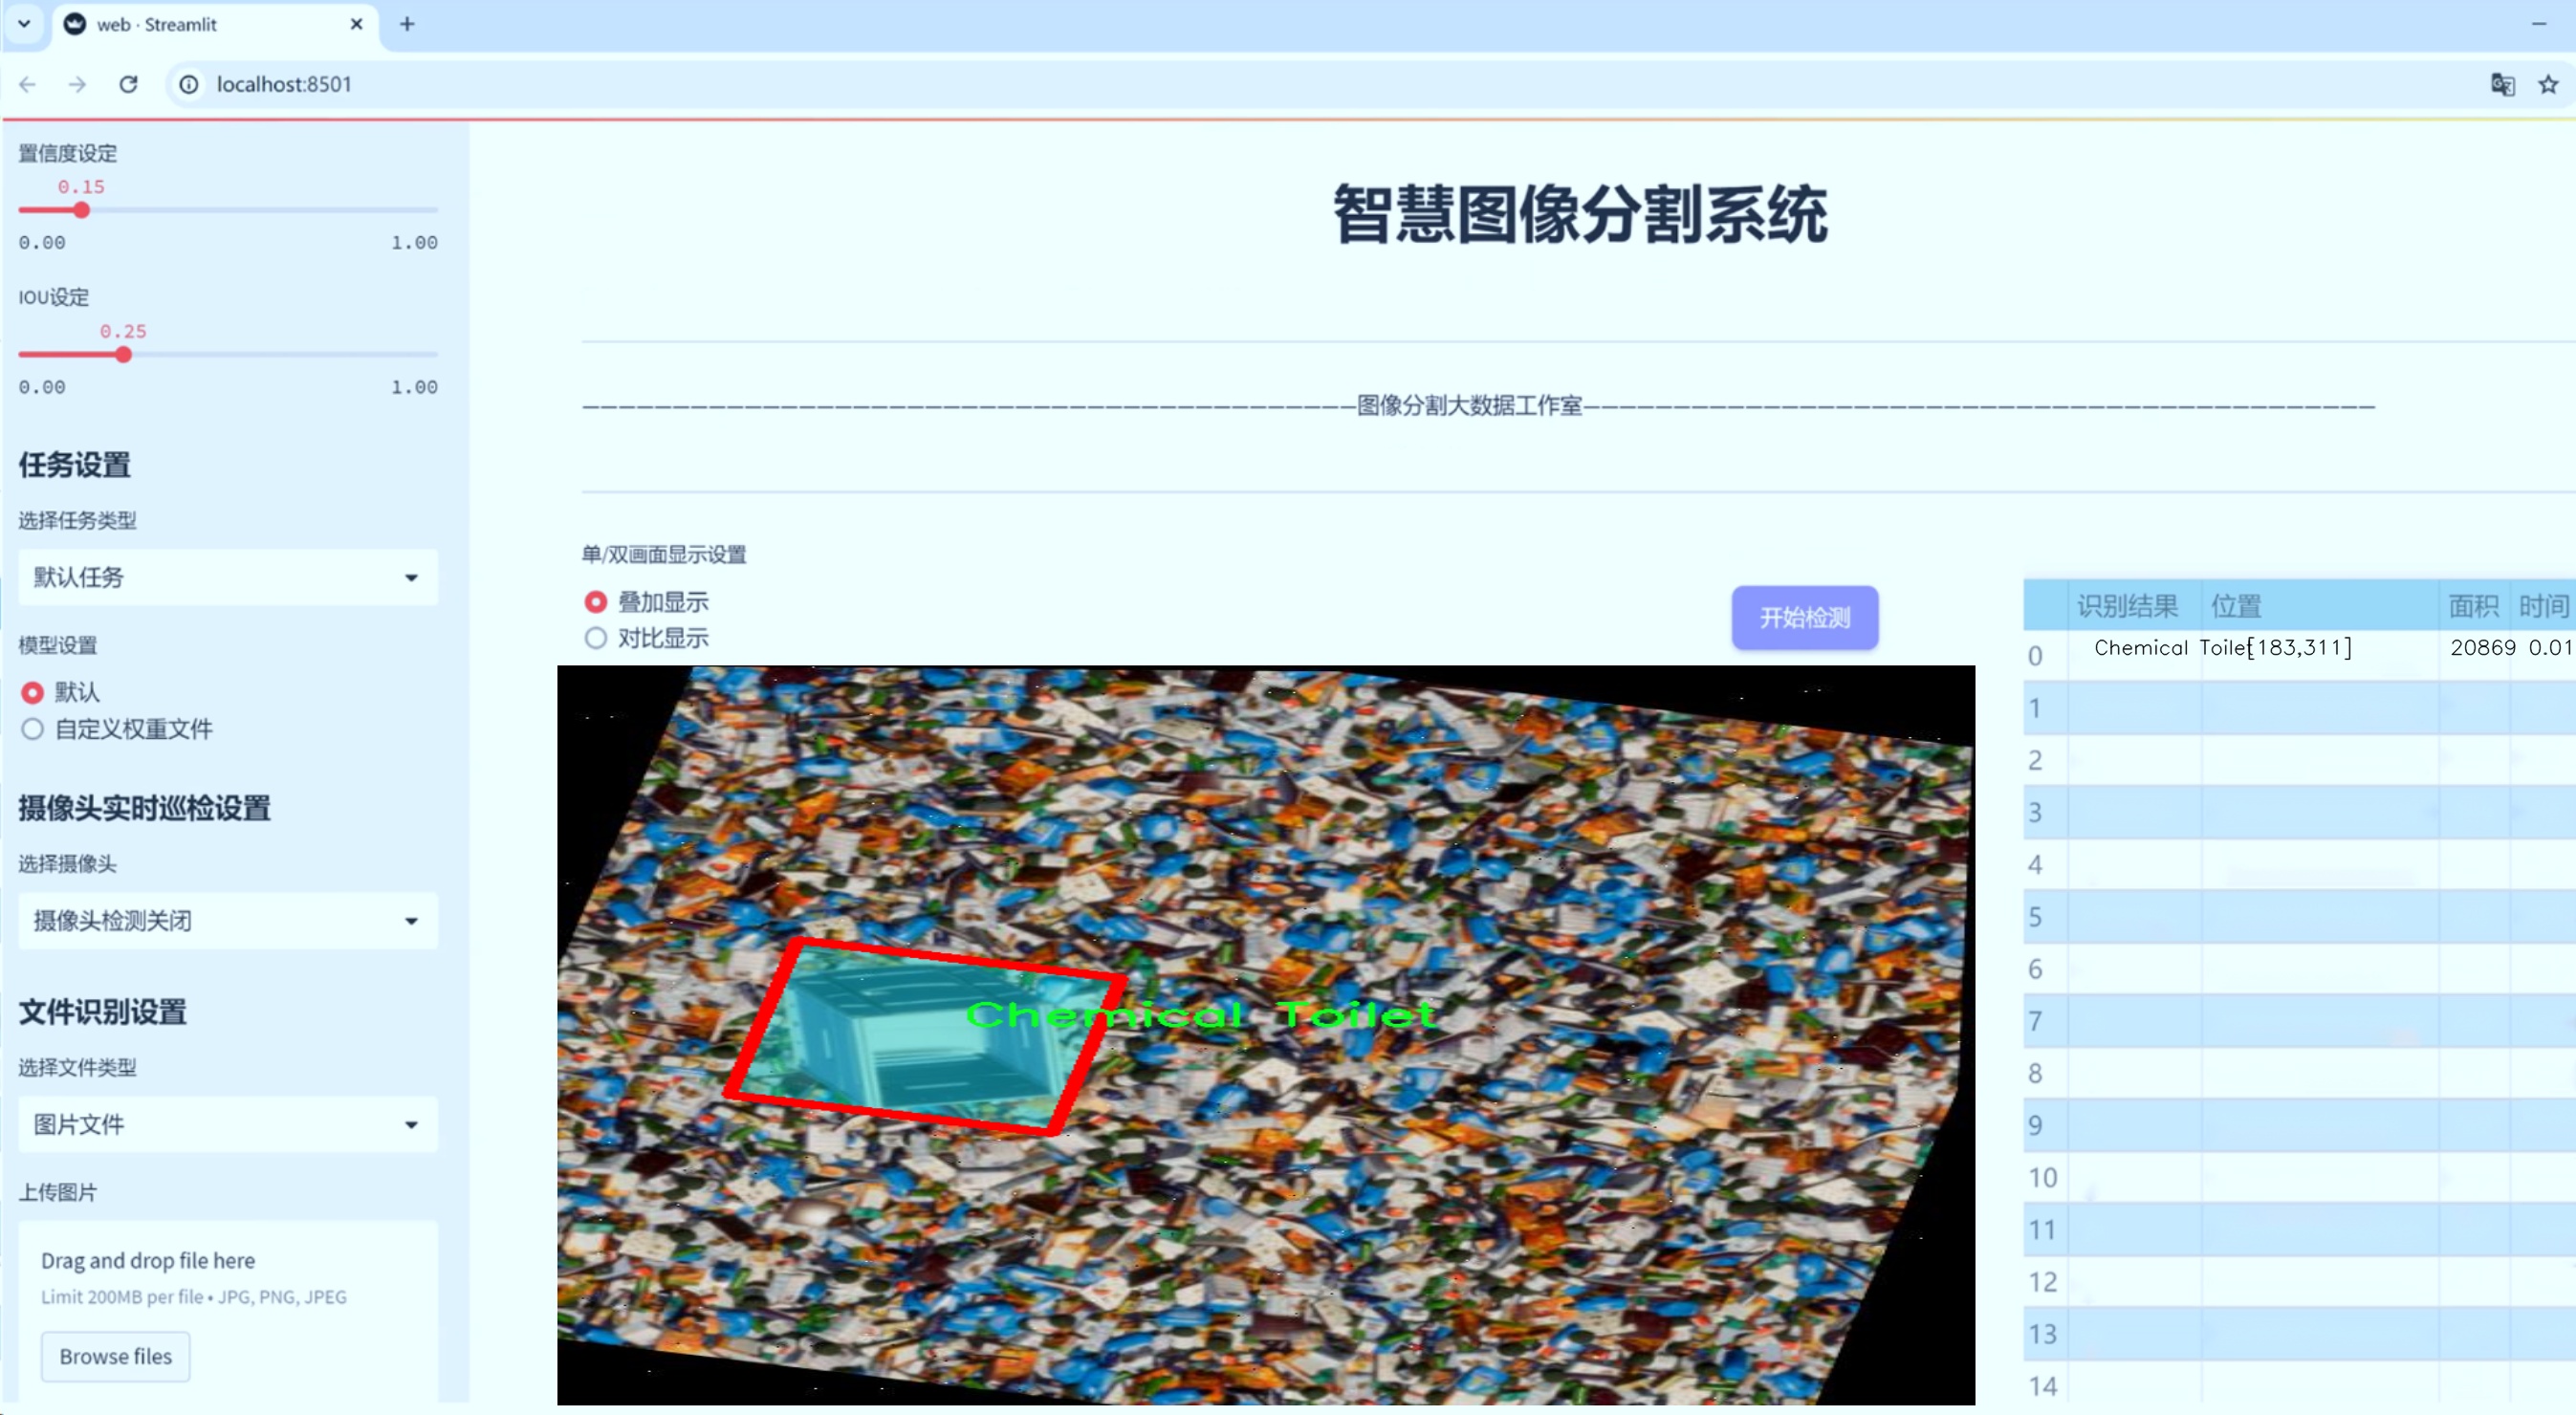 web · Streamlit
localhost:8501
置信度设定
0.15
0.00 1.00
IOU设定
0.25
0.00 1.00
任务设置
选择任务类型
默认任务
模型设置
默认
自定义权重文件
摄像头实时巡检设置
选择摄像头
摄像头检测关闭
文件识别设置
选择文件类型
图片文件
上传图片
Drag and drop file here
Limit 200MB per file • JPG, PNG, JPEG
Browse files
智慧图像分割系统
图像分割大数据工作室
单/双画面显示设置
叠加显示
对比显示
开始检测
Chemical Toilet
识别结果 位置 面积 时间
0 Chemical Toilet[183,311] 20869 0.01
1
2
3
4
5
6
7
8
9
10
11
12
13
14